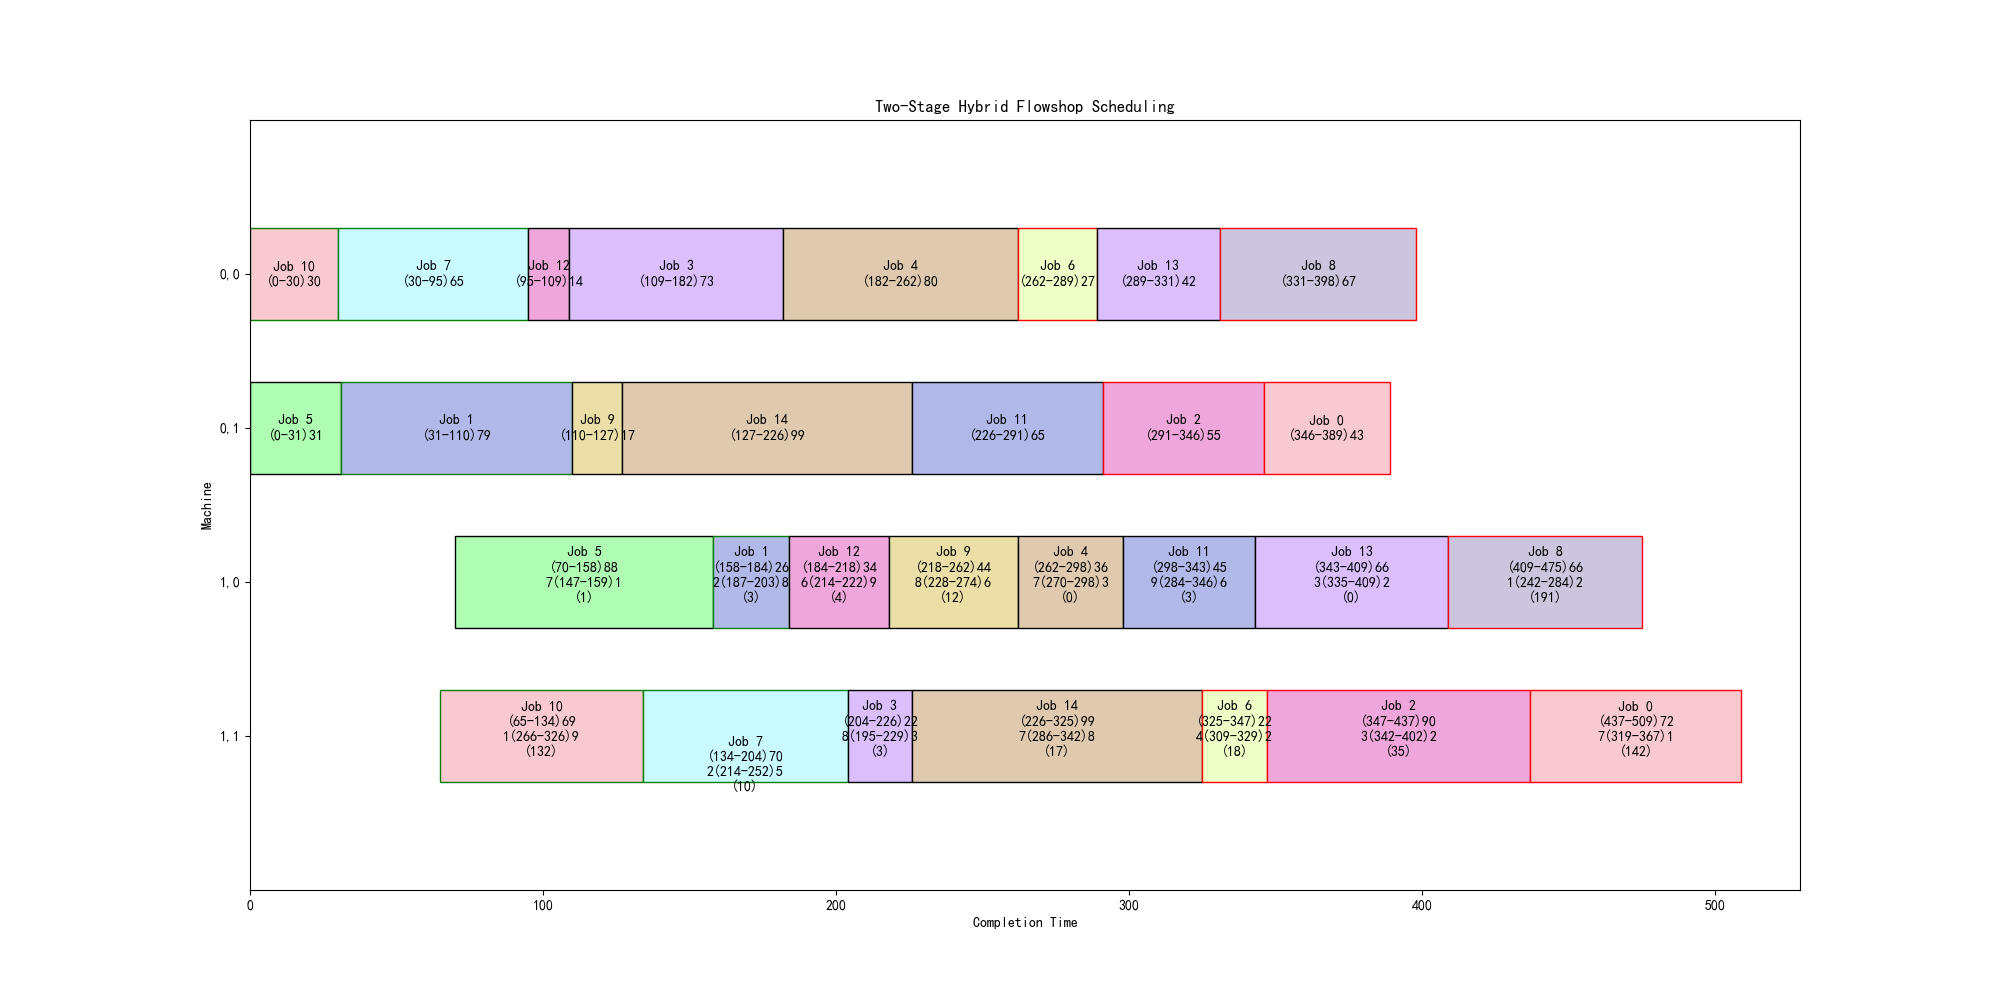 Two-Stage Hybrid Flowshop Scheduling
Machine
0,0
Job 10
(0-30)30
Job 7
(30-95)65
Job 12
(95-109)14
Job 3
(109-182)73
Job 4
(182-262)80
Job 6
(262-289)27
Job 13
(289-331)42
Job 8
(331-398)67
0,1
Job 5
(0-31)31
Job 1
(31-110)79
Job 9
(110-127)17
Job 14
(127-226)99
Job 11
(226-291)65
Job 2
(291-346)55
Job 0
(346-389)43
1,0
Job 5
(70-158)88
7(147-159)1
(1)
Job 1
(158-184)26
2(187-203)8
(3)
Job 12
(184-218)34
6(214-222)9
(4)
Job 9
(218-262)44
8(228-274)6
(12)
Job 4
(262-298)36
7(270-298)3
(0)
Job 11
(298-343)45
9(284-346)6
(3)
Job 13
(343-409)66
3(335-409)2
(0)
Job 8
(409-475)66
1(242-284)2
(191)
1,1
Job 10
(65-134)69
1(266-326)9
(132)
Job 7
(134-204)70
2(214-252)5
(10)
Job 3
(204-226)22
8(195-229)3
(3)
Job 14
(226-325)99
7(286-342)8
(17)
Job 6
(325-347)22
4(309-329)2
(18)
Job 2
(347-437)90
3(342-402)2
(35)
Job 0
(437-509)72
7(319-367)1
(142)
0 100 200 300 400 500
Completion Time